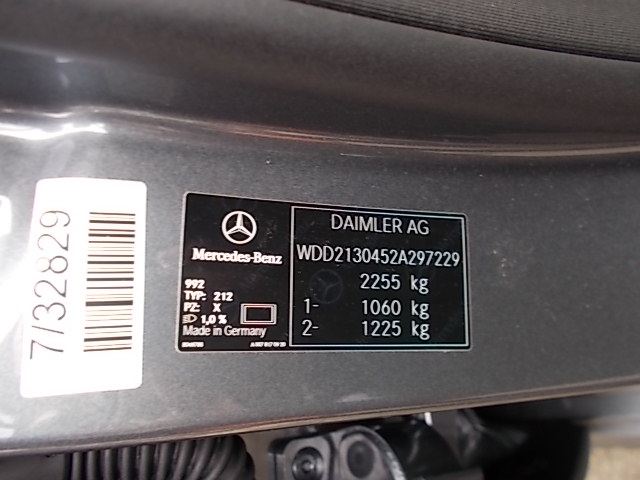 7/32829
Mercedes-Benz
992
TYP: 212
PZ: X
1,0 %
Made in Germany
DAIMLER AG
WDD2130452A297229
2255 kg
1- 1060 kg
2- 1225 kg